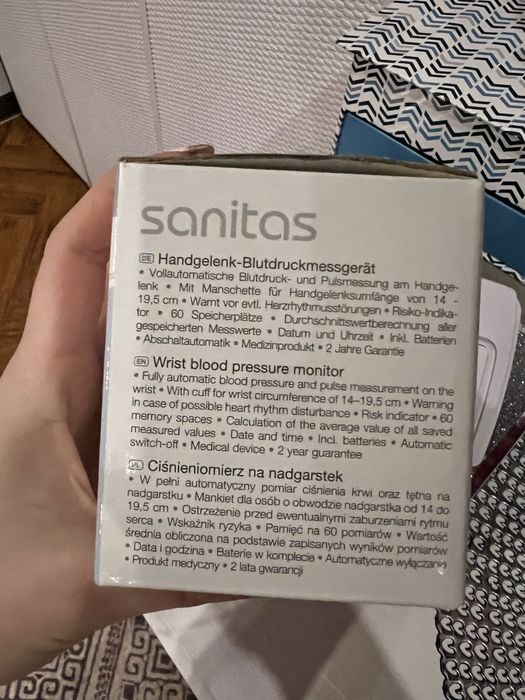 sanitas
DE Handgelenk-Blutdruckmessgerät
• Vollautomatische Blutdruck- und Pulsmessung am Handge-
lenk • Mit Manschette für Handgelenksumfänge von 14 -
19,5 cm • Warnt vor evtl. Herzrhythmusstörungen • Risiko-Indika-
tor • 60 Speicherplätze • Durchschnittswertberechnung aller
gespeicherten Messwerte • Datum und Uhrzeit • Inkl. Batterien
• Abschaltautomatik • Medizinprodukt • 2 Jahre Garantie
EN Wrist blood pressure monitor
• Fully automatic blood pressure and pulse measurement on the
wrist • With cuff for wrist circumference of 14–19,5 cm • Warning
in case of possible heart rhythm disturbance • Risk indicator • 60
memory spaces • Calculation of the average value of all saved
measured values • Date and time • Incl. batteries • Automatic
switch-off • Medical device • 2 year guarantee
PL Ciśnieniomierz na nadgarstek
• W pełni automatyczny pomiar ciśnienia krwi oraz tętna na
nadgarstku • Mankiet dla osób o obwodzie nadgarstka od 14 do
19,5 cm • Ostrzeżenie przed ewentualnymi zaburzeniami rytmu
serca • Wskaźnik ryzyka • Pamięć na 60 pomiarów • Wartość
średnia obliczona na podstawie zapisanych wyników pomiarów
• Data i godzina • Baterie w komplecie • Automatyczne wyłączanie
• Produkt medyczny • 2 lata gwarancji